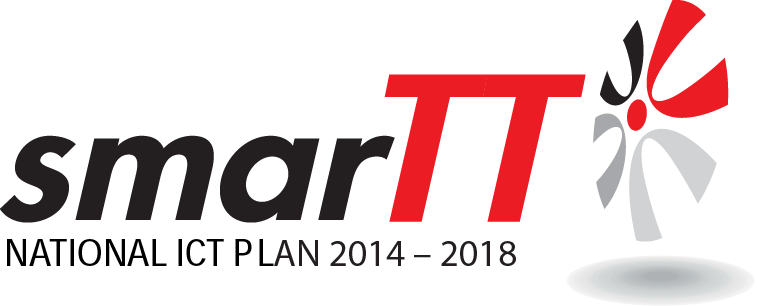 smarTT
NATIONAL ICT PLAN 2014 – 2018